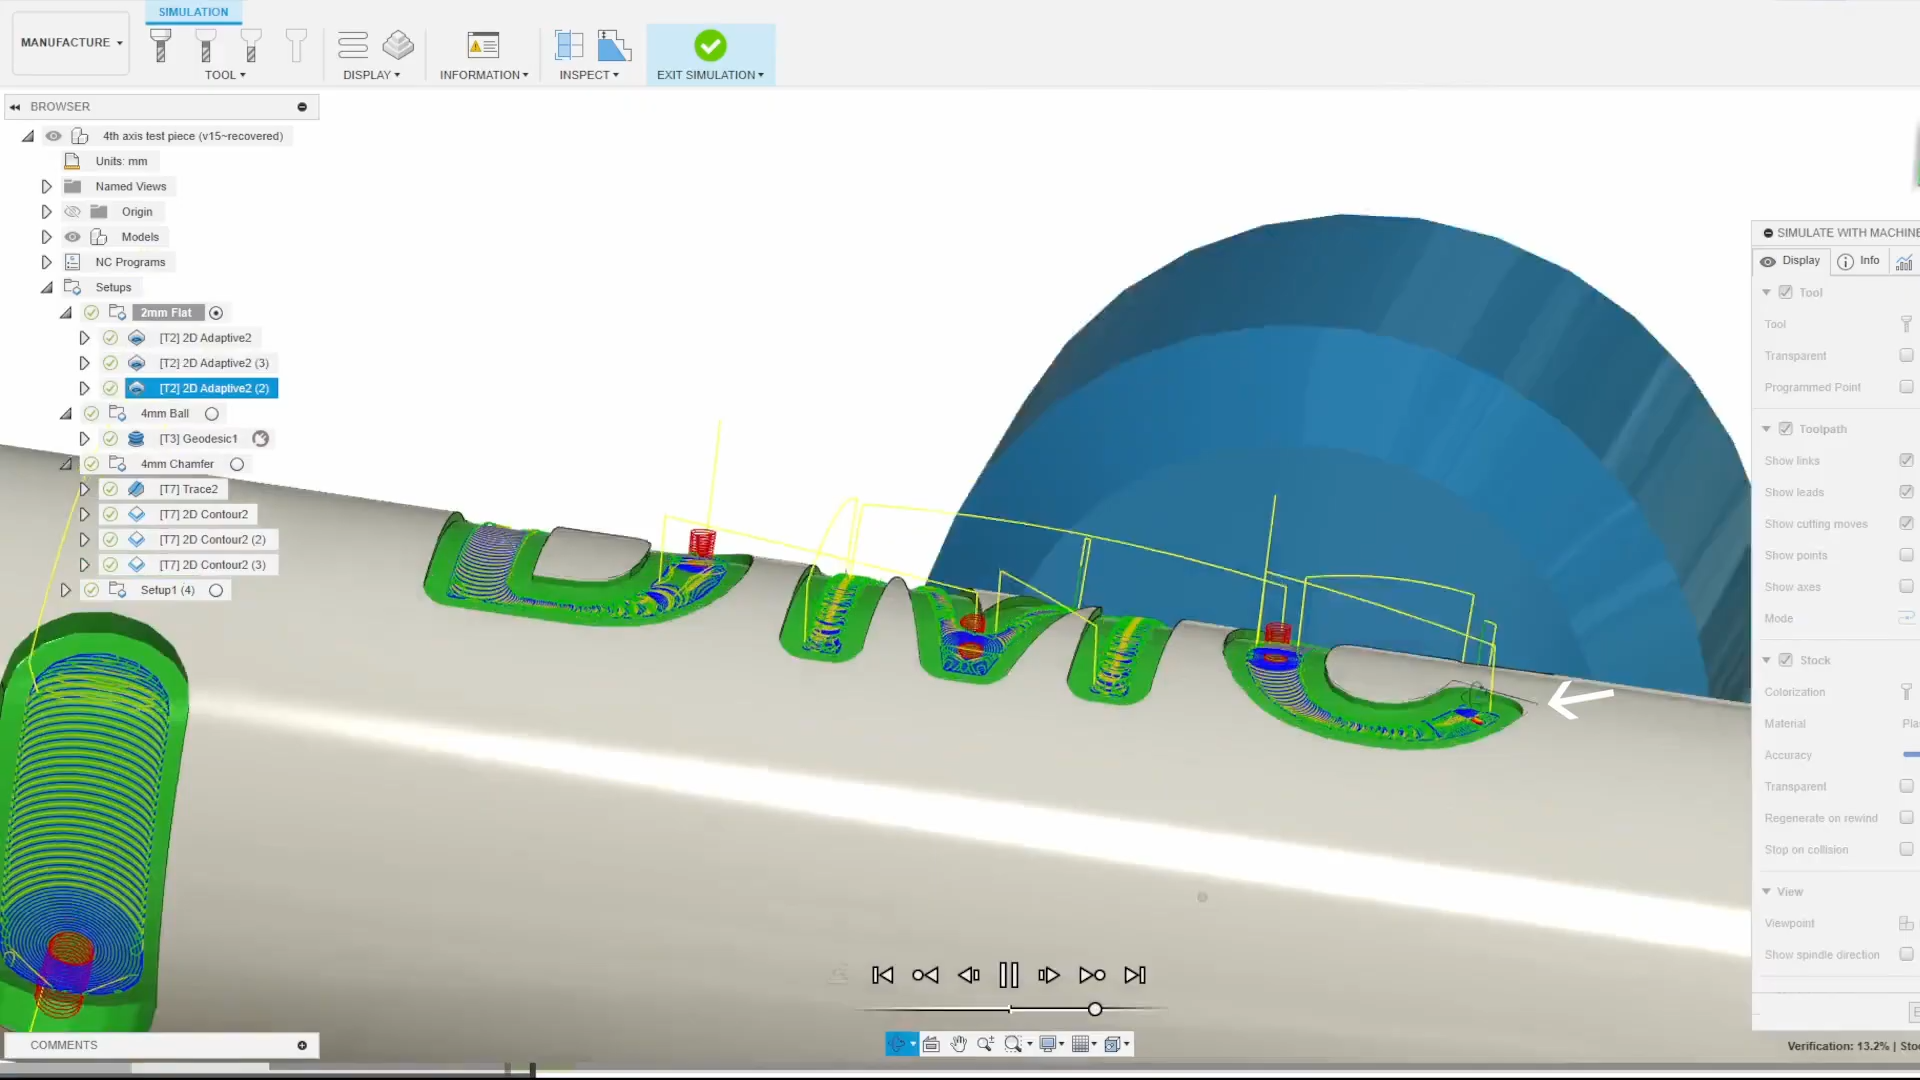 SIMULATION
MANUFACTURE
TOOL
DISPLAY
INFORMATION
INSPECT
EXIT SIMULATION
BROWSER
4th axis test piece (v15~recovered)
Units: mm
Named Views
Origin
Models
NC Programs
Setups
2mm Flat
[T2] 2D Adaptive2
[T2] 2D Adaptive2 (3)
[T2] 2D Adaptive2 (2)
4mm Ball
[T3] Geodesic1
4mm Chamfer
[T7] Trace2
[T7] 2D Contour2
[T7] 2D Contour2 (2)
[T7] 2D Contour2 (3)
Setup1 (4)
SIMULATE WITH MACHINE
Display
Info
Tool
Tool
Transparent
Programmed Point
Toolpath
Show links
Show leads
Show cutting moves
Show points
Show axes
Mode
Stock
Colorization
Material Pla
Accuracy
Transparent
Regenerate on rewind
Stop on collision
View
Viewpoint
Show spindle direction
COMMENTS
Verification: 13.2% | Sto